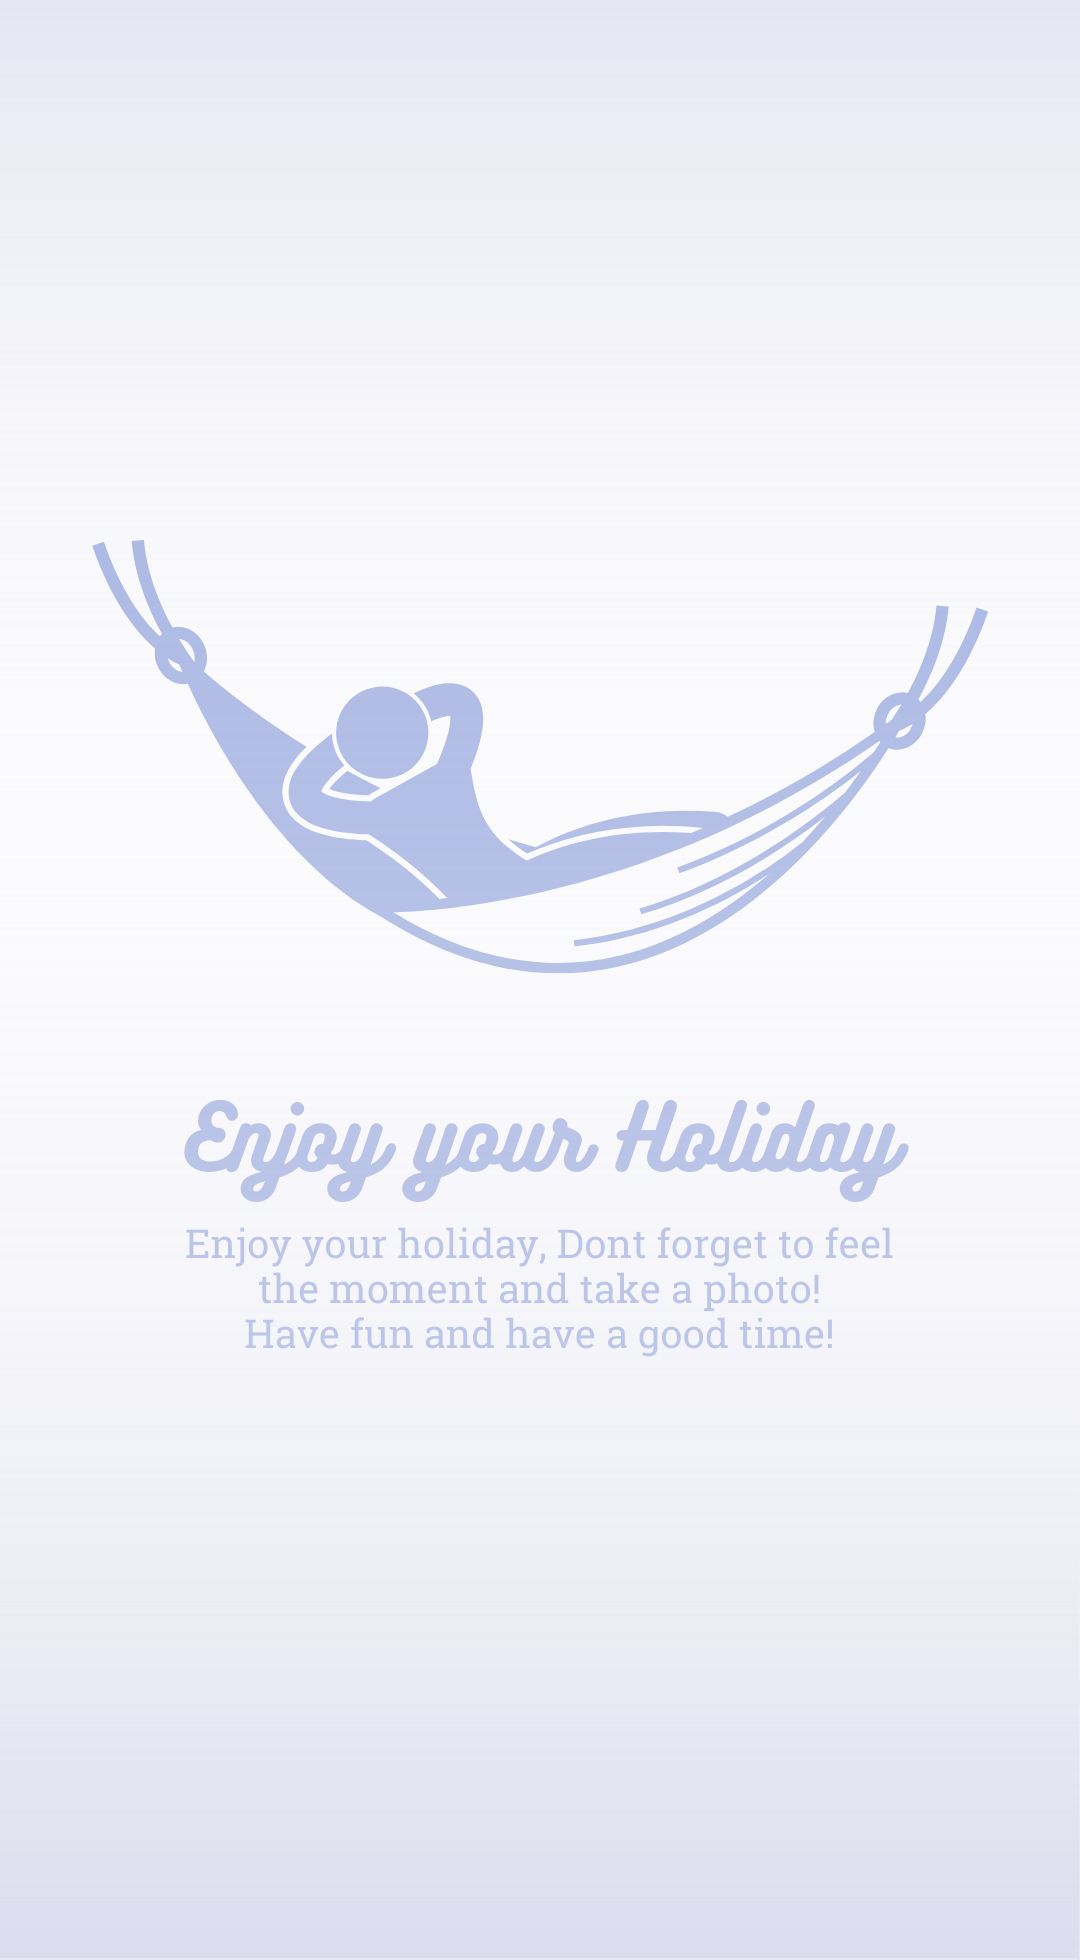 Enjoy your Holiday
Enjoy your holiday, Dont forget to feel
the moment and take a photo!
Have fun and have a good time!